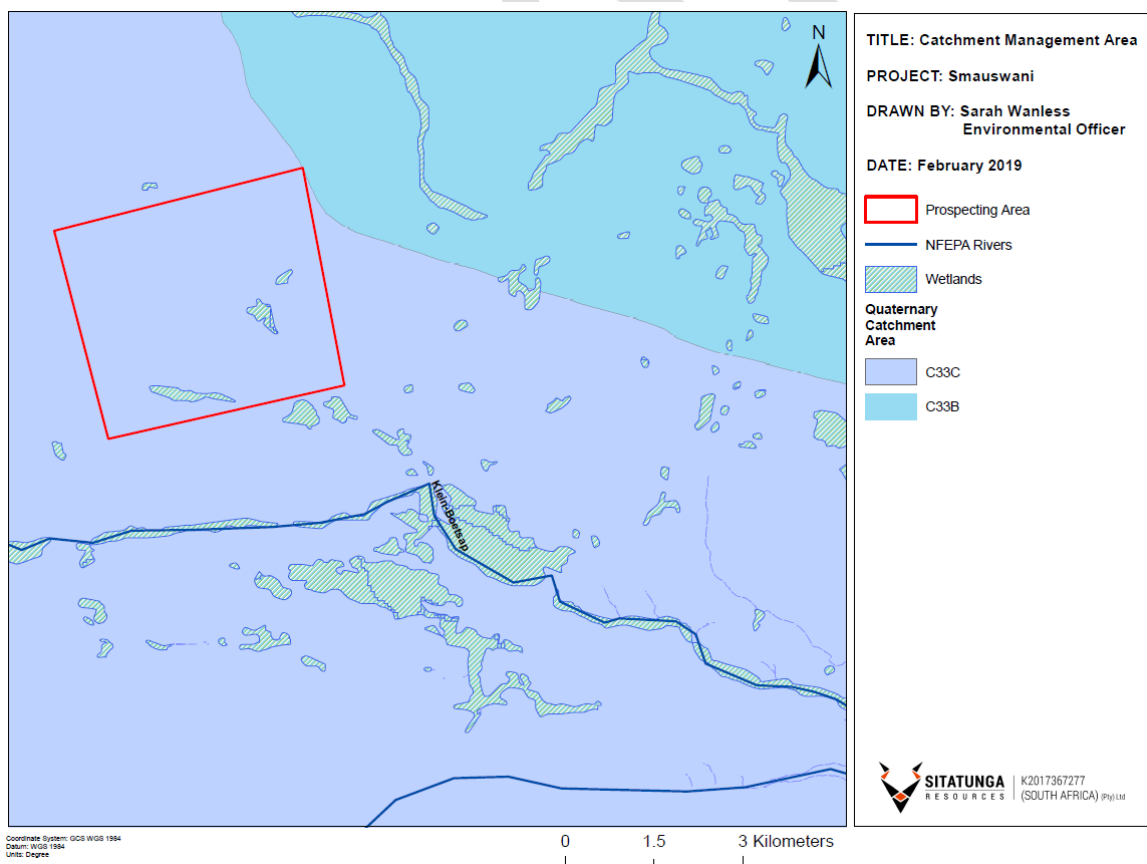 N
Klein-Boetsap
TITLE: Catchment Management Area
PROJECT: Smauswani
DRAWN BY: Sarah Wanless
Environmental Officer
DATE: February 2019
Prospecting Area
NFEPA Rivers
Wetlands
Quaternary
Catchment
Area
C33C
C33B
SITATUNGA
RESOURCES
K2017367277
(SOUTH AFRICA) (Pty) Ltd
Coordinate System: GCS WGS 1984
Datum: WGS 1984
Units: Degree
0 1.5 3 Kilometers